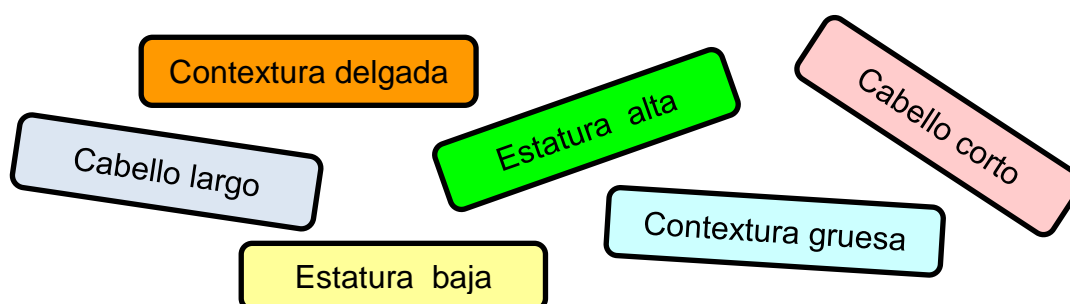 Contextura delgada
Cabello largo
Estatura alta
Cabello corto
Contextura gruesa
Estatura baja